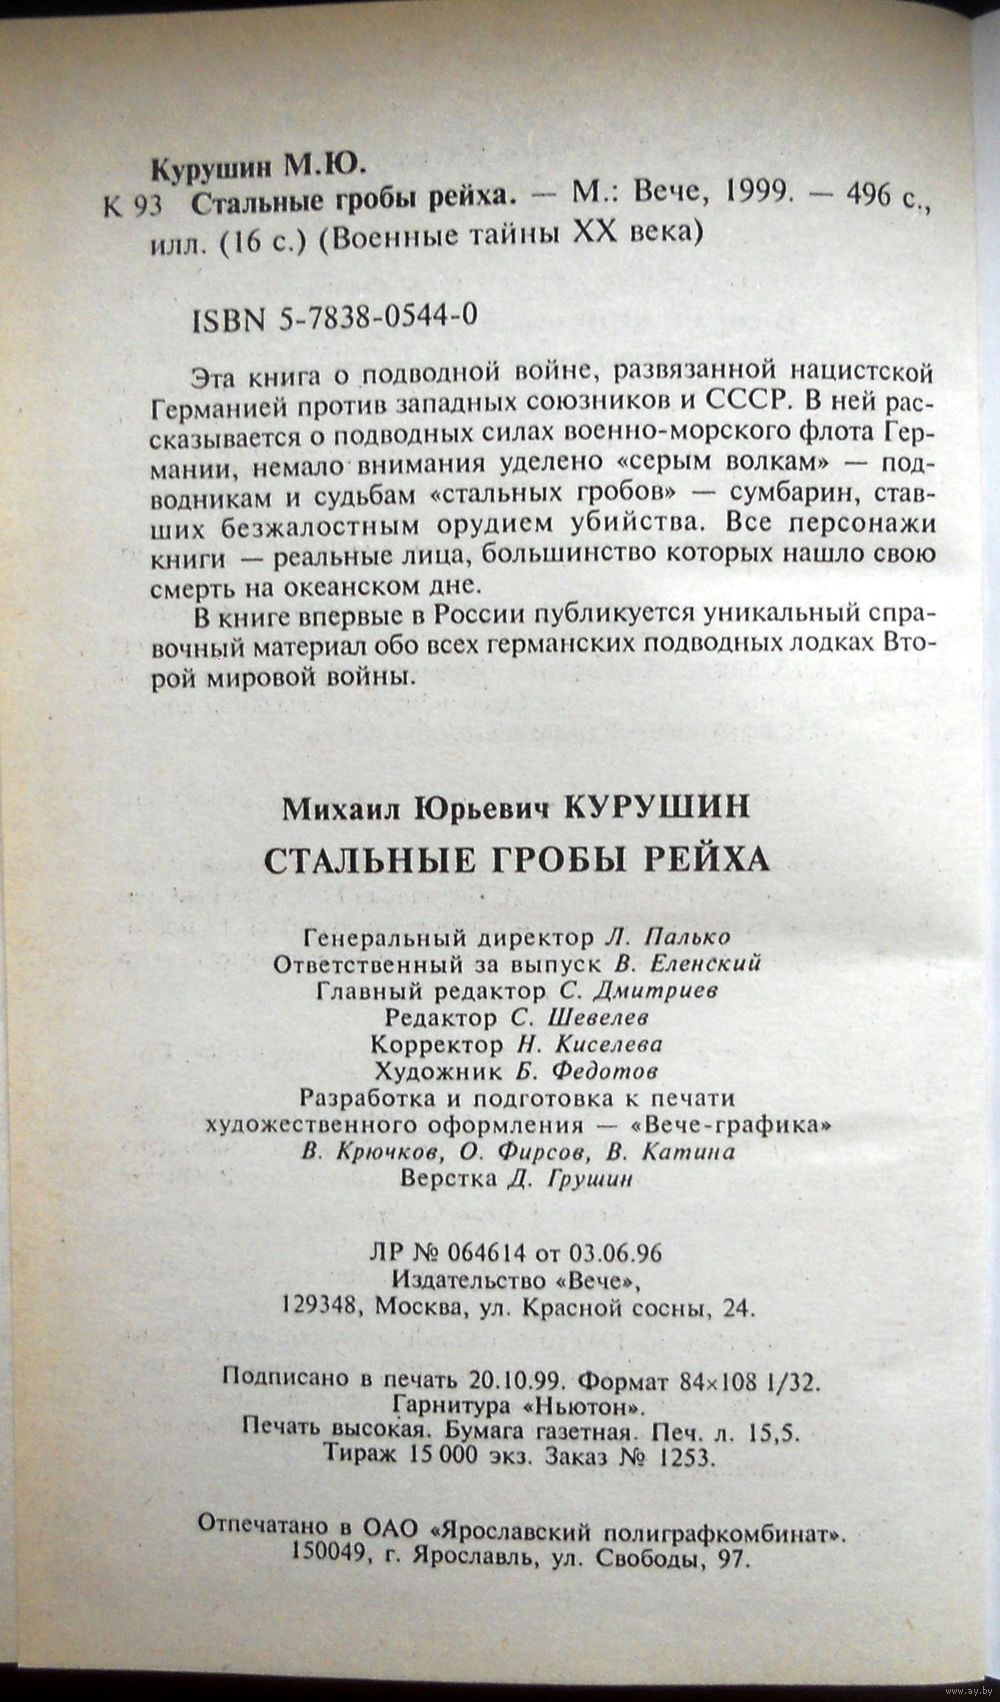 Курушин М.Ю.
К 93 Стальные гробы рейха. — М.: Вече, 1999. — 496 с.,
илл. (16 с.) (Военные тайны XX века)
ISBN 5-7838-0544-0
Эта книга о подводной войне, развязанной нацистской
Германией против западных союзников и СССР. В ней рас-
сказывается о подводных силах военно-морского флота Гер-
мании, немало внимания уделено «серым волкам» — под-
водникам и судьбам «стальных гробов» — сумбарин, став-
ших безжалостным орудием убийства. Все персонажи
книги — реальные лица, большинство которых нашло свою
смерть на океанском дне.
В книге впервые в России публикуется уникальный спра-
вочный материал обо всех германских подводных лодках Вто-
рой мировой войны.
Михаил Юрьевич КУРУШИН
СТАЛЬНЫЕ ГРОБЫ РЕЙХА
Генеральный директор Л. Палько
Ответственный за выпуск В. Еленский
Главный редактор С. Дмитриев
Редактор С. Шевелев
Корректор Н. Киселева
Художник Б. Федотов
Разработка и подготовка к печати
художественного оформления — «Вече-графика»
В. Крючков, О. Фирсов, В. Катина
Верстка Д. Грушин
ЛР № 064614 от 03.06.96
Издательство «Вече»,
129348, Москва, ул. Красной сосны, 24.
Подписано в печать 20.10.99. Формат 84×108 1/32.
Гарнитура «Ньютон».
Печать высокая. Бумага газетная. Печ. л. 15,5.
Тираж 15 000 экз. Заказ № 1253.
Отпечатано в ОАО «Ярославский полиграфкомбинат».
150049, г. Ярославль, ул. Свободы, 97.
www.ay.by